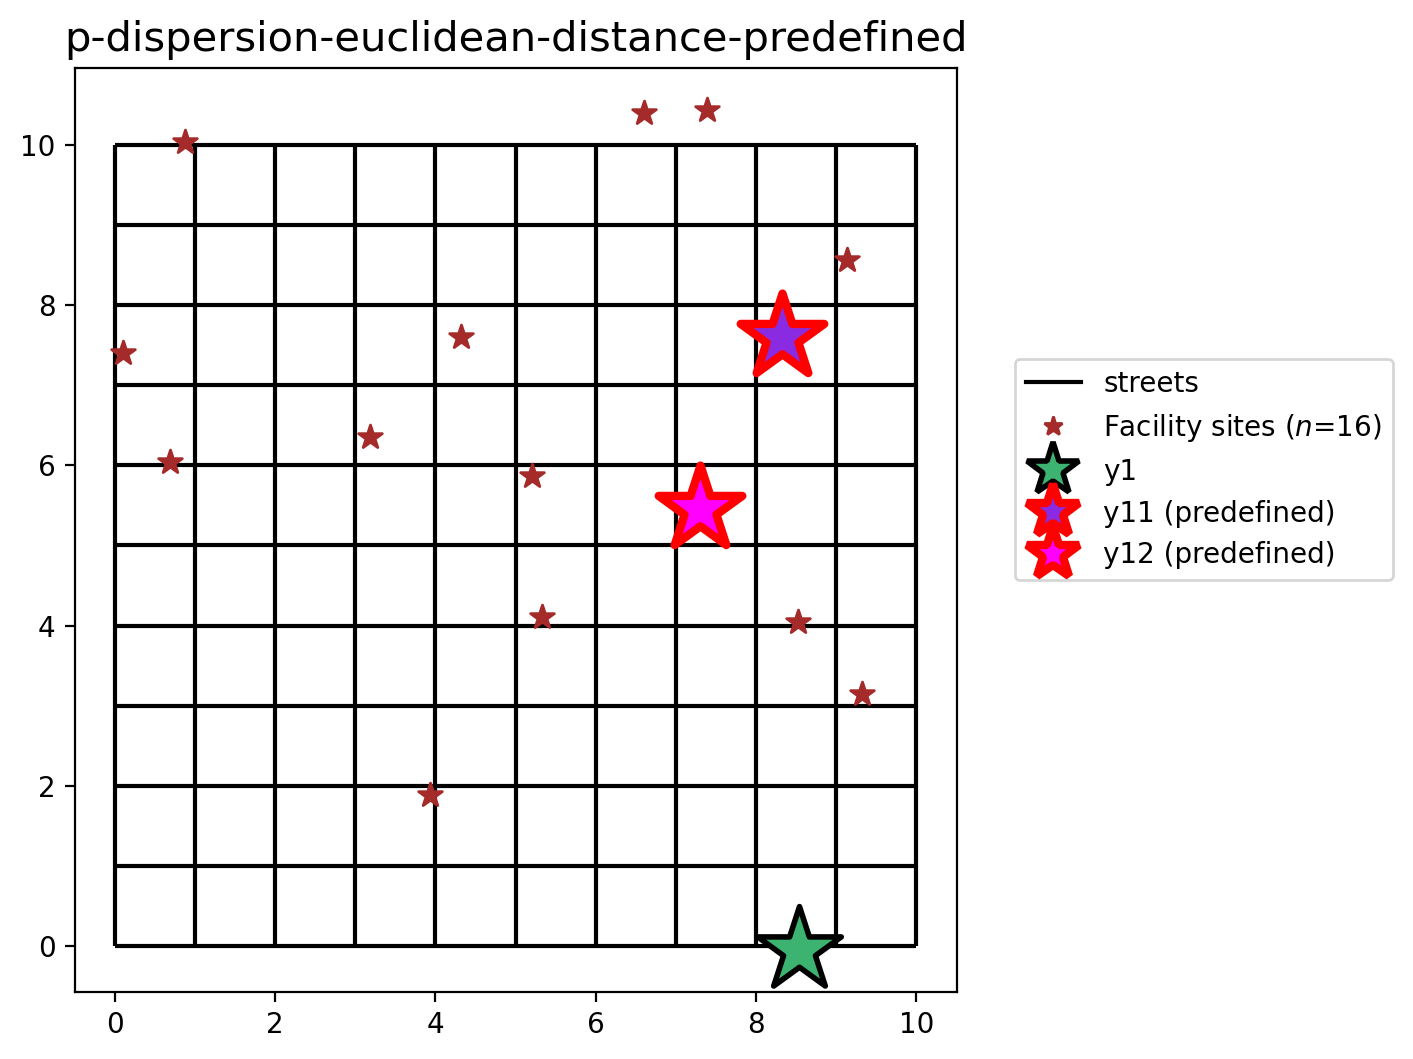 p-dispersion-euclidean-distance-predefined
10
8
6
4
2
0
0 2 4 6 8 10
streets
Facility sites (n=16)
y1
y11 (predefined)
y12 (predefined)